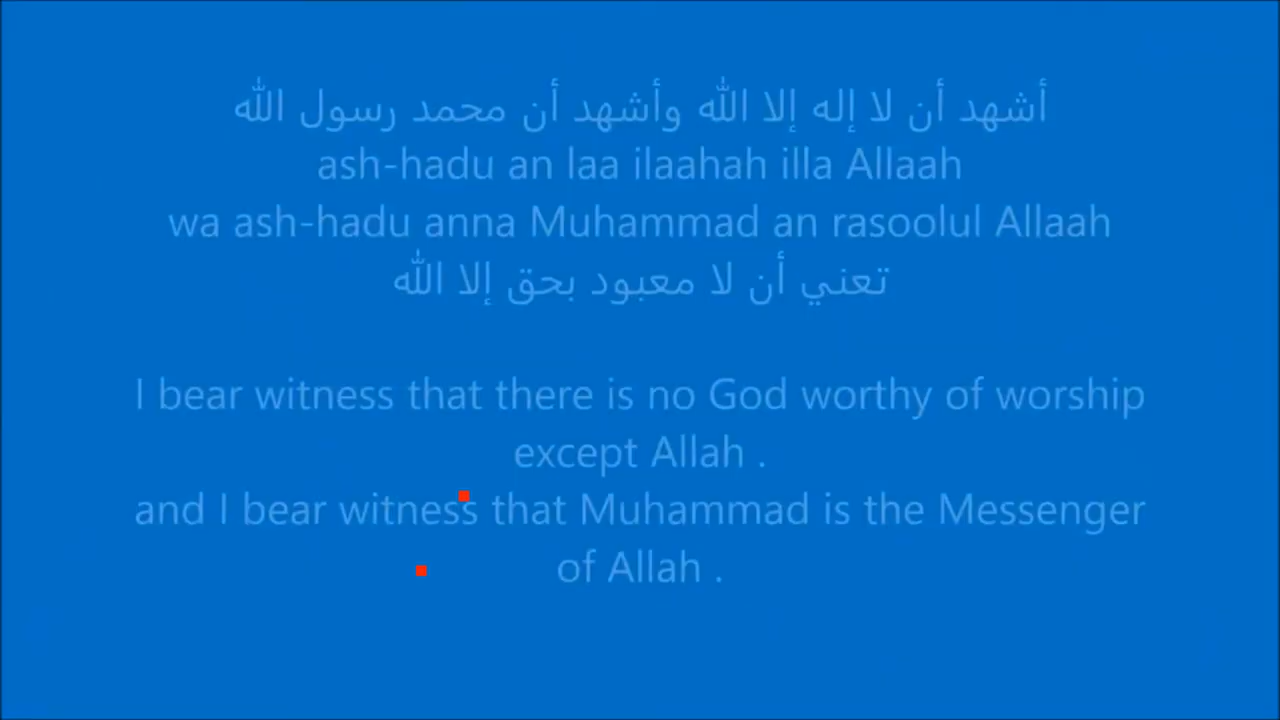 أشهد أن لا إله إلا الله وأشهد أن محمد رسول الله
ash-hadu an laa ilaahah illa Allaah
wa ash-hadu anna Muhammad an rasoolul Allaah
تعني أن لا معبود بحق إلا الله
I bear witness that there is no God worthy of worship
except Allah .
and I bear witness that Muhammad is the Messenger
of Allah .